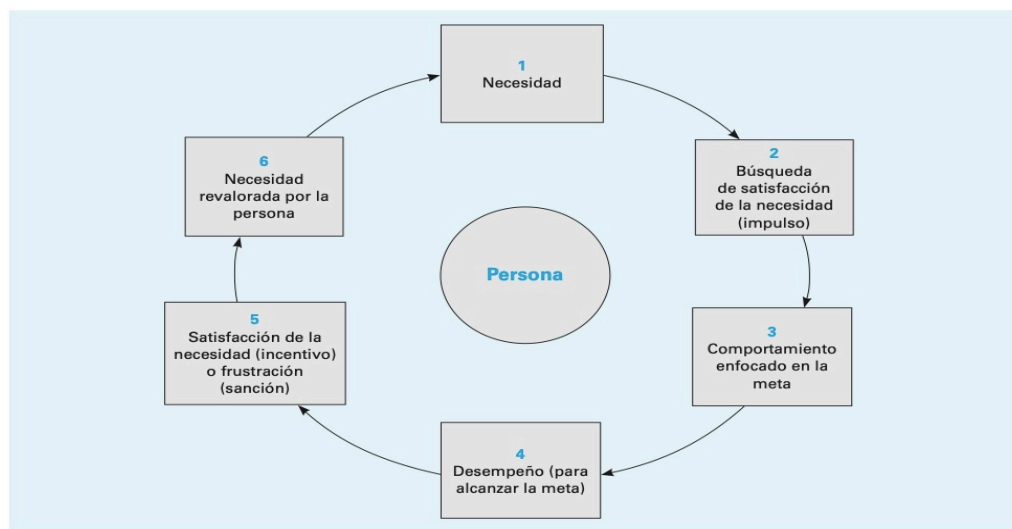 1
Necesidad
2
Búsqueda
de satisfacción
de la necesidad
(impulso)
3
Comportamiento
enfocado en la
meta
4
Desempeño (para
alcanzar la meta)
5
Satisfacción de la
necesidad (incentivo)
o frustración
(sanción)
6
Necesidad
revalorada por la
persona
Persona